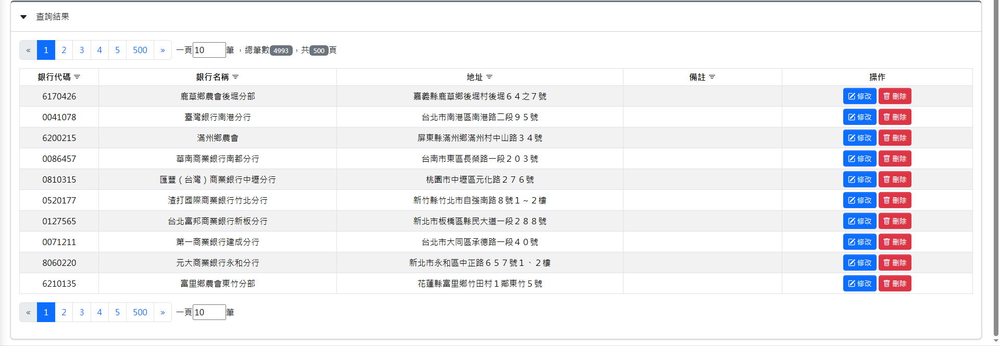 查詢結果
« 1 2 3 4 5 500 » 一頁10筆，總筆數4993，共500頁
銀行代碼 銀行名稱 地址 備註 操作
6170426 鹿草鄉農會後堀分部 嘉義縣鹿草鄉後堀村後堀６４之７號 修改 刪除
0041078 臺灣銀行南港分行 台北市南港區南港路二段９５號 修改 刪除
6200215 滿州鄉農會 屏東縣滿州鄉滿州村中山路３４號 修改 刪除
0086457 華南商業銀行南都分行 台南市東區長榮路一段２０３號 修改 刪除
0810315 匯豐（台灣）商業銀行中壢分行 桃園市中壢區元化路２７６號 修改 刪除
0520177 渣打國際商業銀行竹北分行 新竹縣竹北市自強南路８號１～２樓 修改 刪除
0127565 台北富邦商業銀行新板分行 新北市板橋區縣民大道一段２８８號 修改 刪除
0071211 第一商業銀行建成分行 台北市大同區承德路一段４０號 修改 刪除
8060220 元大商業銀行永和分行 新北市永和區中正路６５７號１、２樓 修改 刪除
6210135 富里鄉農會東竹分部 花蓮縣富里鄉竹田村１鄰東竹５號 修改 刪除
« 1 2 3 4 5 500 » 一頁10筆